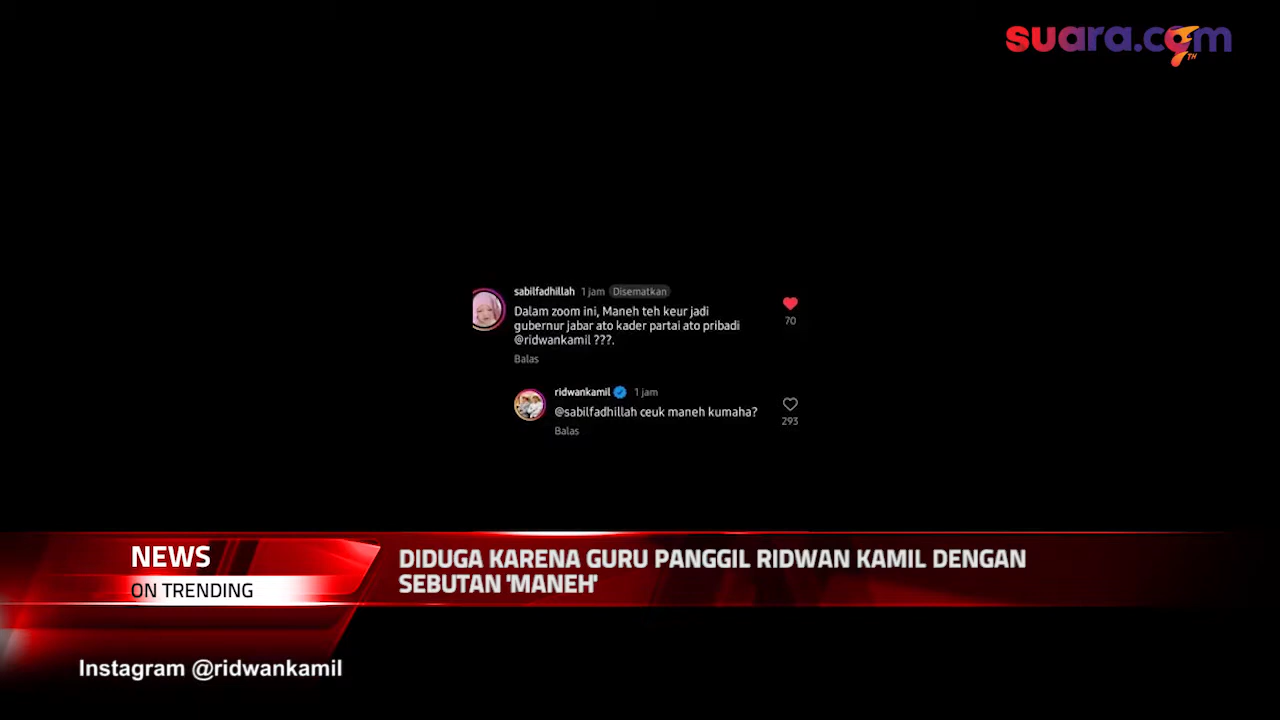 suara.com
9TH
sabilfadhillah 1 jam Disematkan
Dalam zoom ini, Maneh teh keur jadi
gubernur jabar ato kader partai ato pribadi
@ridwankamil ???.
70
Balas
ridwankamil 1 jam
@sabilfadhillah ceuk maneh kumaha?
293
Balas
NEWS
ON TRENDING
DIDUGA KARENA GURU PANGGIL RIDWAN KAMIL DENGAN
SEBUTAN 'MANEH'
Instagram @ridwankamil